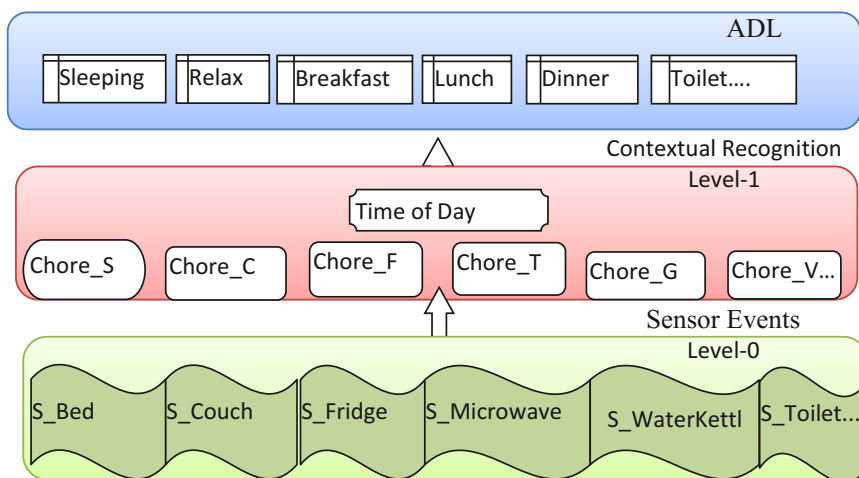 ADL
Sleeping Relax Breakfast Lunch Dinner Toilet....
Contextual Recognition
Level-1
Time of Day
Chore_S Chore_C Chore_F Chore_T Chore_G Chore_V...
Sensor Events
Level-0
S_Bed S_Couch S_Fridge S_Microwave S_WaterKettl S_Toilet...